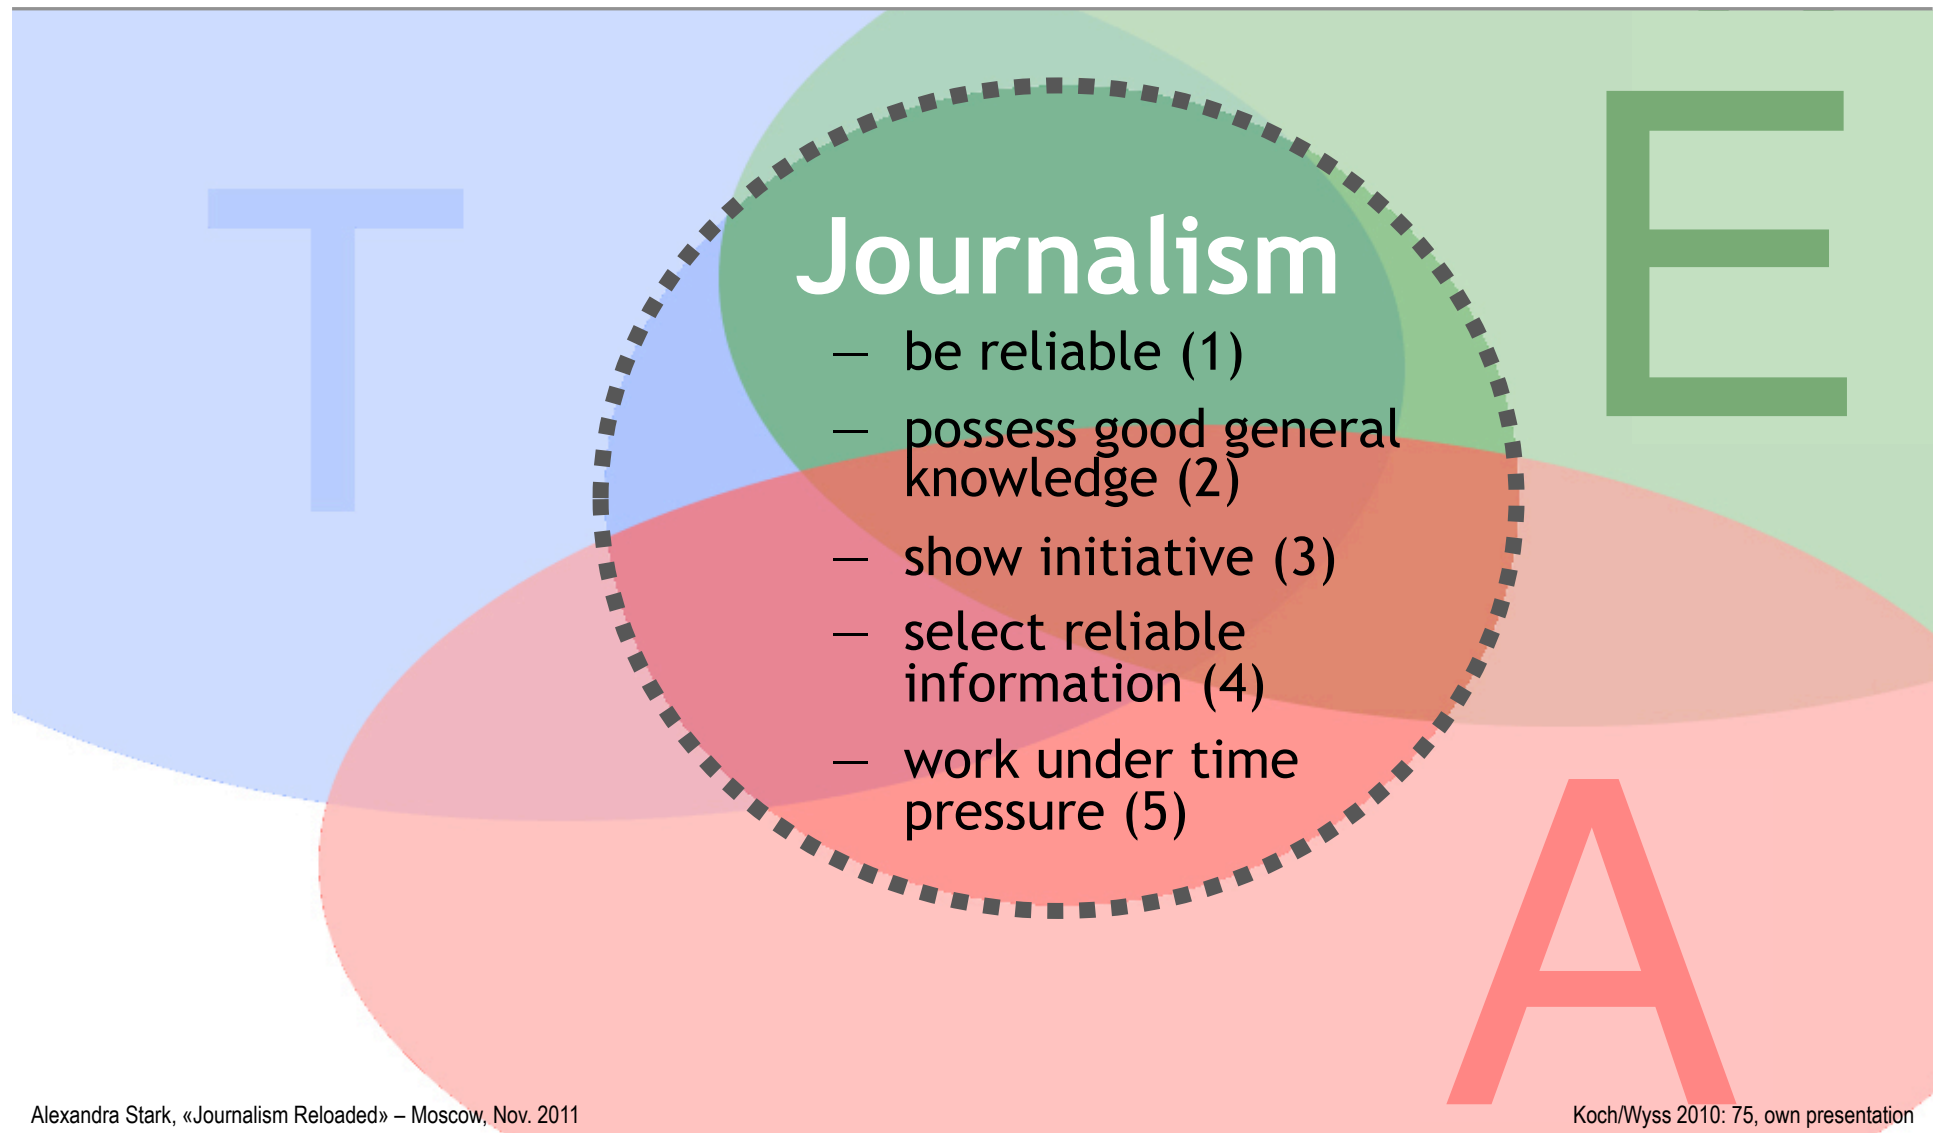 T
E
Journalism
— be reliable (1)
— possess good general
knowledge (2)
— show initiative (3)
— select reliable
information (4)
— work under time
pressure (5)
A
Alexandra Stark, «Journalism Reloaded» – Moscow, Nov. 2011
Koch/Wyss 2010: 75, own presentation